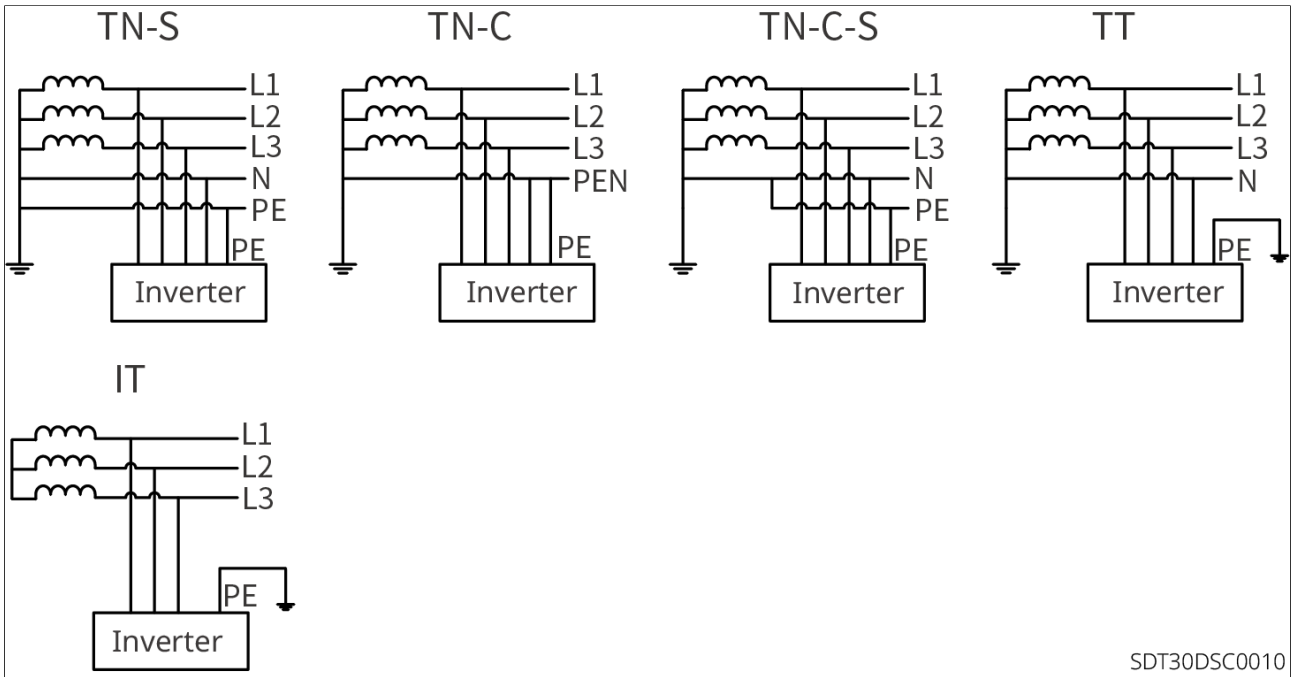 TN-S TN-C TN-C-S TT
L1 L1 L1 L1
L2 L2 L2 L2
L3 L3 L3 L3
N PEN N N
PE PE
PE PE PE PE
Inverter Inverter Inverter Inverter
IT
L1
L2
L3
PE
Inverter
SDT30DSC0010